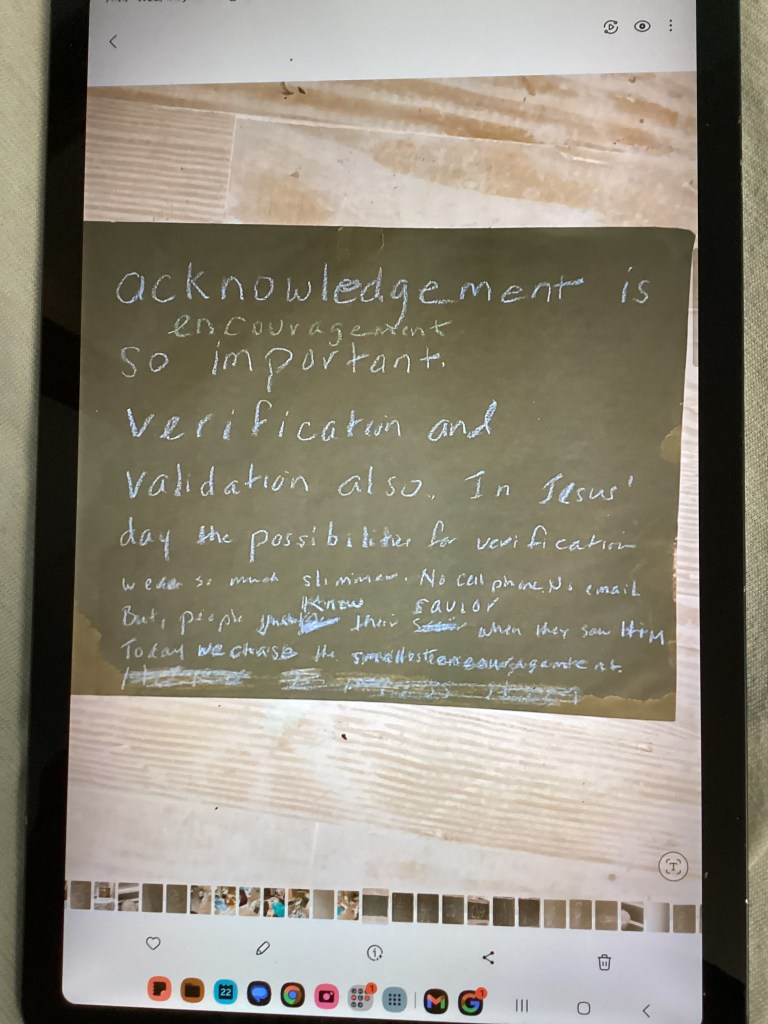 acknowledgement is
encouragement
so important.
verification and
validation also. In Jesus'
day the possibilities for verification
were so much slimmer. No cell phone. No email
Know savior
But, people their when they saw HIM
Today we chase the smallest encouragement.
22